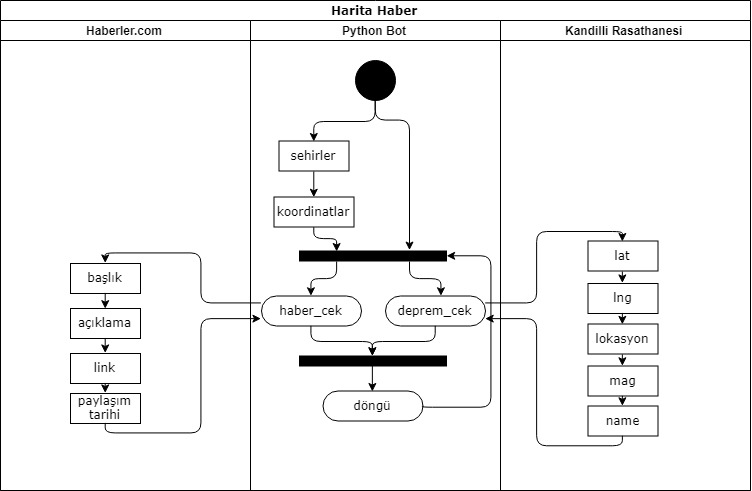 Harita Haber
Haberler.com
Python Bot
Kandilli Rasathanesi
sehirler
koordinatlar
haber_cek
deprem_cek
döngü
başlık
açıklama
link
paylaşım
tarihi
lat
lng
lokasyon
mag
name